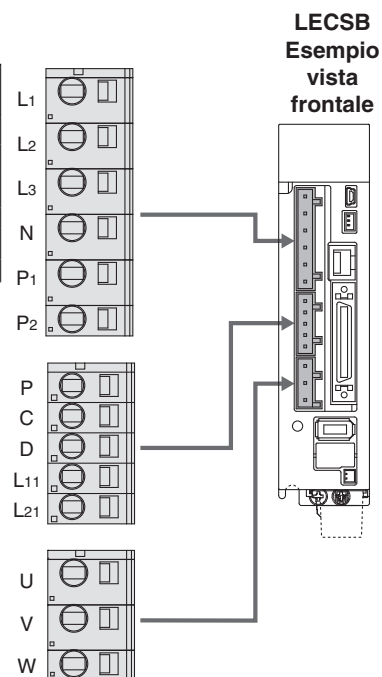 LECSB
Esempio
vista
frontale
L1
L2
L3
N
P1
P2
P
C
D
L11
L21
U
V
W